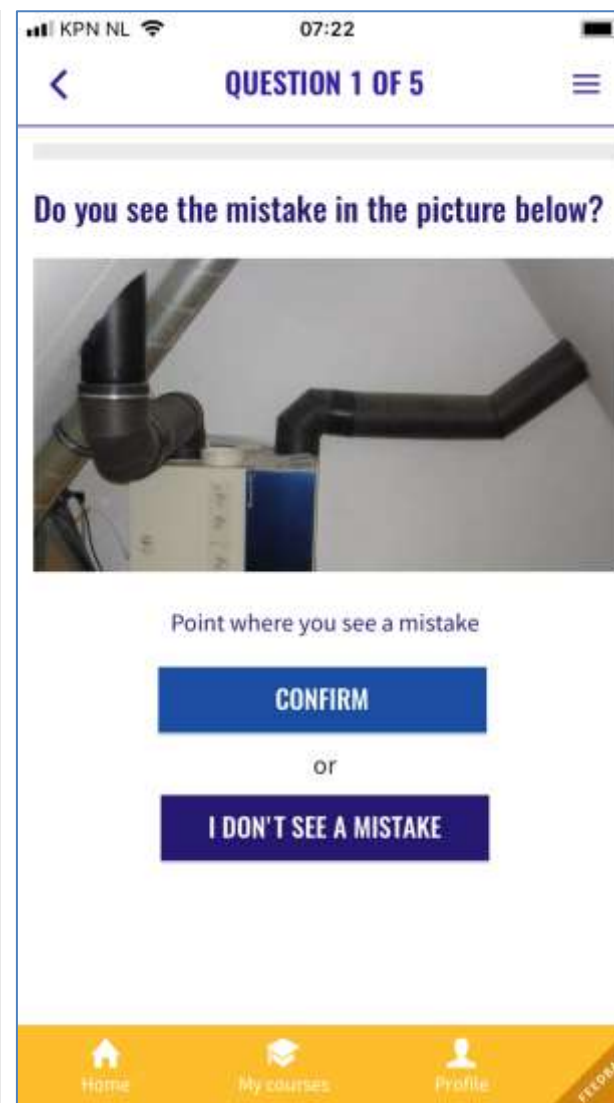 KPN NL 07:22
QUESTION 1 OF 5
Do you see the mistake in the picture below?
Point where you see a mistake
CONFIRM
or
I DON'T SEE A MISTAKE
Home My courses Profile